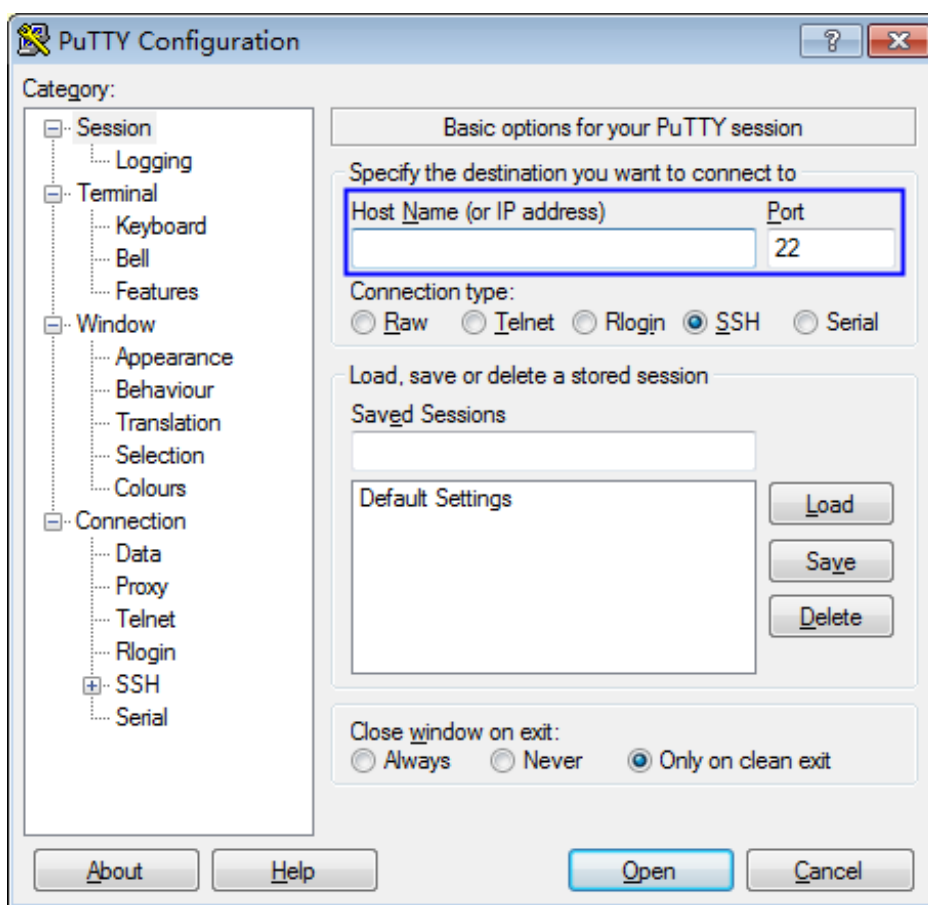 PuTTY Configuration
Category:
Session
Logging
Terminal
Keyboard
Bell
Features
Window
Appearance
Behaviour
Translation
Selection
Colours
Connection
Data
Proxy
Telnet
Rlogin
SSH
Serial
Basic options for your PuTTY session
Specify the destination you want to connect to
Host Name (or IP address) Port
22
Connection type:
Raw Telnet Rlogin SSH Serial
Load, save or delete a stored session
Saved Sessions
Default Settings
Load
Save
Delete
Close window on exit:
Always Never Only on clean exit
About Help Open Cancel